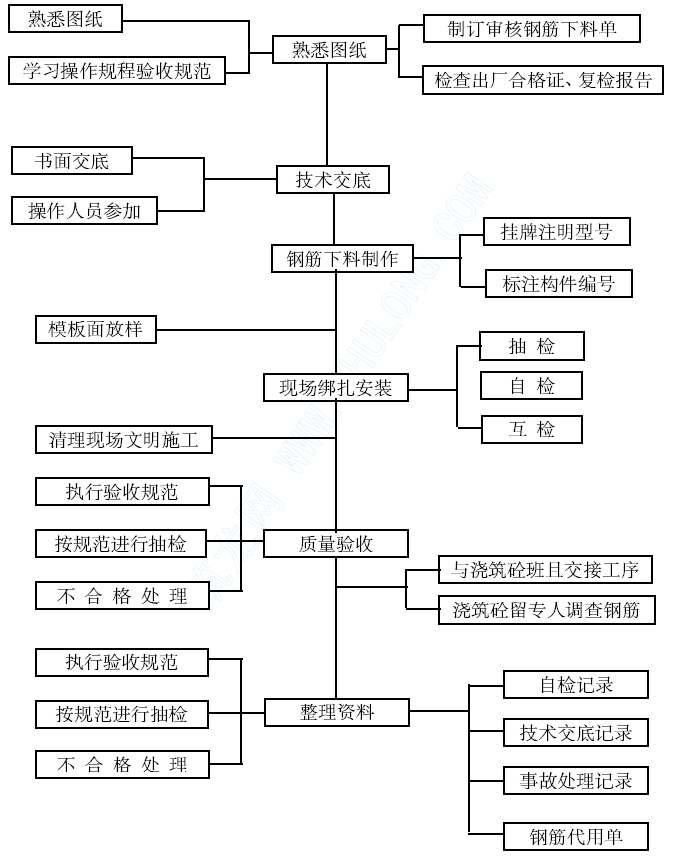 熟悉图纸
制订审核钢筋下料单
熟悉图纸
学习操作规程验收规范
检查出厂合格证、复检报告
书面交底
技术交底
操作人员参加
挂牌注明型号
钢筋下料制作
标注构件编号
模板面放样
抽 检
现场绑扎安装
自 检
互 检
清理现场文明施工
执行验收规范
按规范进行抽检
质量验收
与浇筑砼班且交接工序
不 合 格 处 理
浇筑砼留专人调查钢筋
执行验收规范
自检记录
按规范进行抽检
整理资料
技术交底记录
不 合 格 处 理
事故处理记录
钢筋代用单
筑龙网 WWW.ZHULONG.COM